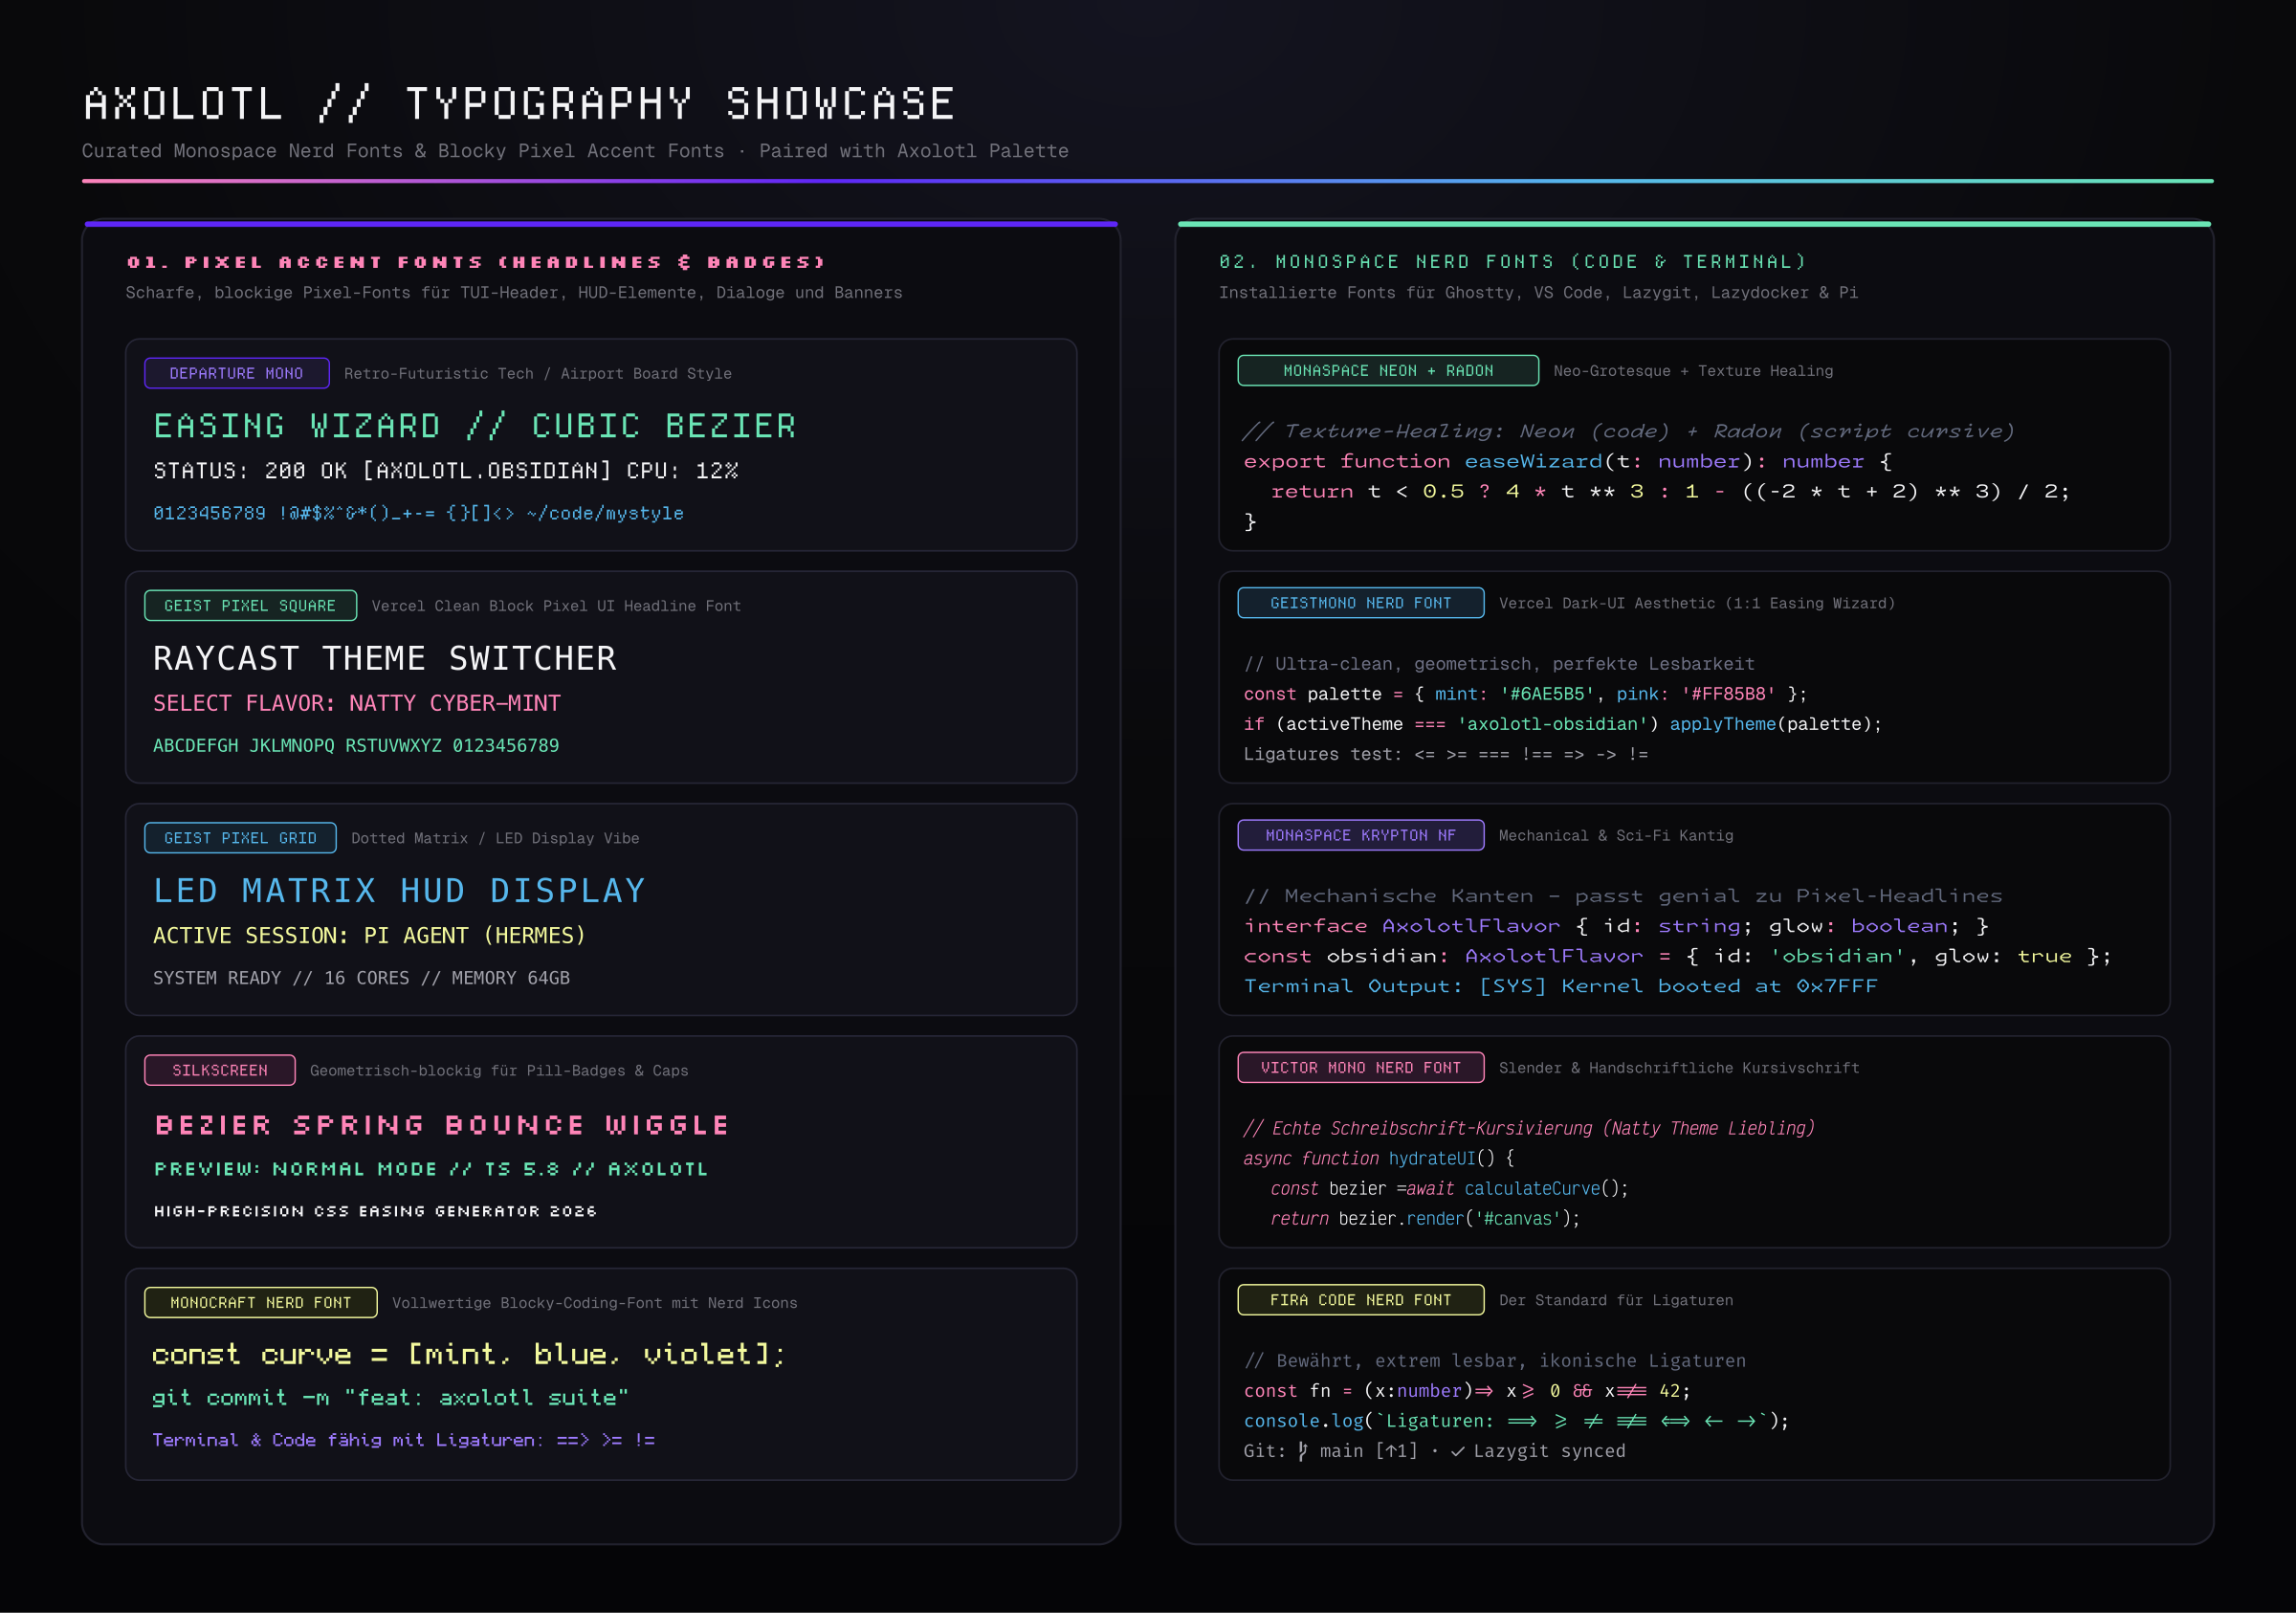 AXOLOTL // TYPOGRAPHY SHOWCASE
Curated Monospace Nerd Fonts & Blocky Pixel Accent Fonts · Paired with Axolotl Palette
01. PIXEL ACCENT FONTS (HEADLINES & BADGES)
Scharfe, blockige Pixel-Fonts für TUI-Header, HUD-Elemente, Dialoge und Banners
DEPARTURE MONO Retro-Futuristic Tech / Airport Board Style
EASING WIZARD // CUBIC BEZIER
STATUS: 200 OK [AXOLOTL.OBSIDIAN] CPU: 12%
0123456789 !@#$%^&*()_+-= {}[]<> ~/code/mystyle
GEIST PIXEL SQUARE Vercel Clean Block Pixel UI Headline Font
RAYCAST THEME SWITCHER
SELECT FLAVOR: NATTY CYBER–MINT
ABCDEFGH JKLMNOPQ RSTUVWXYZ 0123456789
GEIST PIXEL GRID Dotted Matrix / LED Display Vibe
LED MATRIX HUD DISPLAY
ACTIVE SESSION: PI AGENT (HERMES)
SYSTEM READY // 16 CORES // MEMORY 64GB
SILKSCREEN Geometrisch-blockig für Pill-Badges & Caps
BEZIER SPRING BOUNCE WIGGLE
PREVIEW: NORMAL MODE // TS 5.8 // AXOLOTL
HIGH-PRECISION CSS EASING GENERATOR 2026
MONOCRAFT NERD FONT Vollwertige Blocky-Coding-Font mit Nerd Icons
const curve = [mint, blue, violet];
git commit -m "feat: axolotl suite"
Terminal & Code fähig mit Ligaturen: ==> >= !=
02. MONOSPACE NERD FONTS (CODE & TERMINAL)
Installierte Fonts für Ghostty, VS Code, Lazygit, Lazydocker & Pi
MONASPACE NEON + RADON Neo-Grotesque + Texture Healing
// Texture-Healing: Neon (code) + Radon (script cursive)
export function easeWizard(t: number): number {
return t < 0.5 ? 4 * t ** 3 : 1 - ((-2 * t + 2) ** 3) / 2;
}
GEISTMONO NERD FONT Vercel Dark-UI Aesthetic (1:1 Easing Wizard)
// Ultra-clean, geometrisch, perfekte Lesbarkeit
const palette = { mint: '#6AE5B5', pink: '#FF85B8' };
if (activeTheme === 'axolotl-obsidian') applyTheme(palette);
Ligatures test: <= >= === !== => -> !=
MONASPACE KRYPTON NF Mechanical & Sci-Fi Kantig
// Mechanische Kanten – passt genial zu Pixel-Headlines
interface AxolotlFlavor { id: string; glow: boolean; }
const obsidian: AxolotlFlavor = { id: 'obsidian', glow: true };
Terminal Output: [SYS] Kernel booted at 0x7FFF
VICTOR MONO NERD FONT Slender & Handschriftliche Kursivschrift
// Echte Schreibschrift-Kursivierung (Natty Theme Liebling)
async function hydrateUI() {
const bezier =await calculateCurve();
return bezier.render('#canvas');
FIRA CODE NERD FONT Der Standard für Ligaturen
// Bewährt, extrem lesbar, ikonische Ligaturen
const fn = (x:number)=> x>= 0 && x!== 42;
console.log(`Ligaturen: ==> >= != !== <=> <- ->`);
Git: main [↑1] · ✓ Lazygit synced